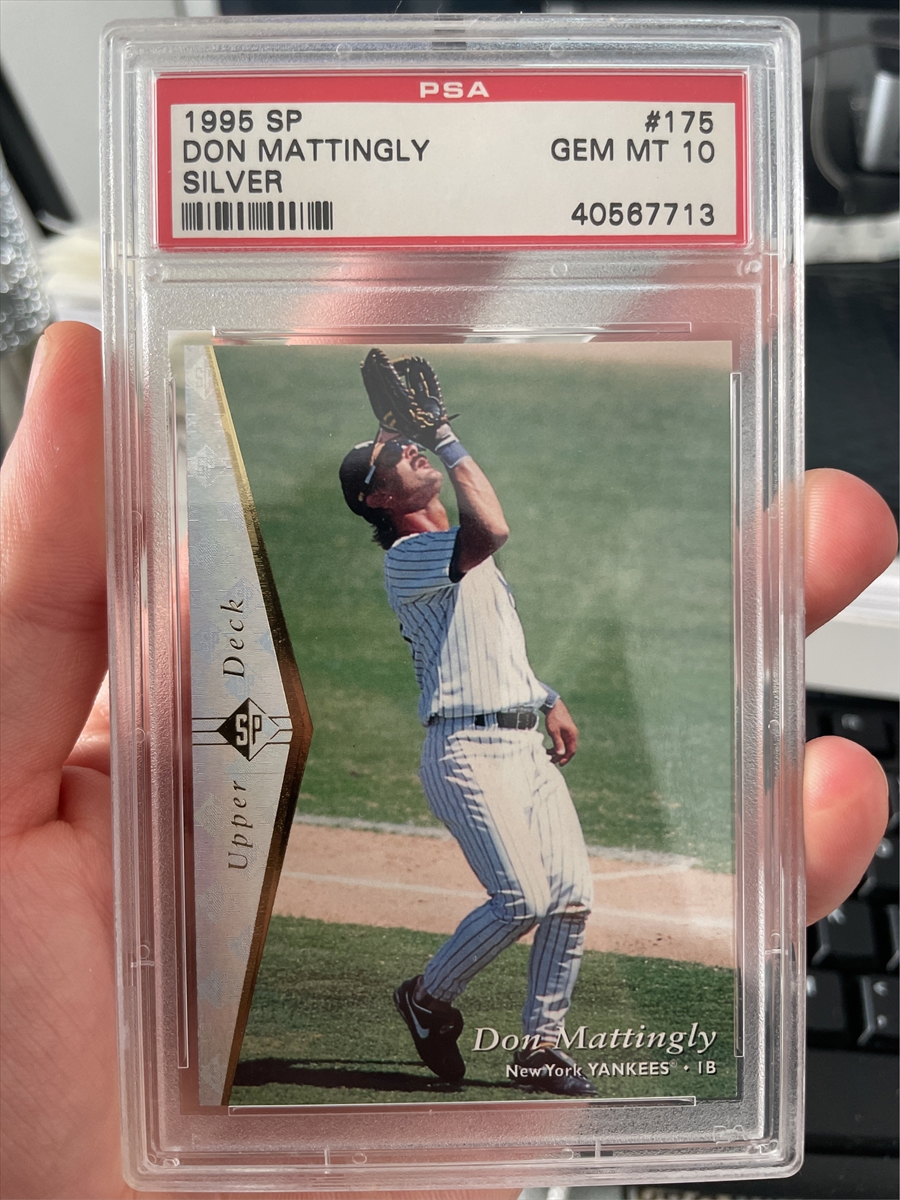 PSA
1995 SP #175
DON MATTINGLY GEM MT 10
SILVER
40567713
SP
Upper Deck
SP
Don Mattingly
New York YANKEES® • 1B